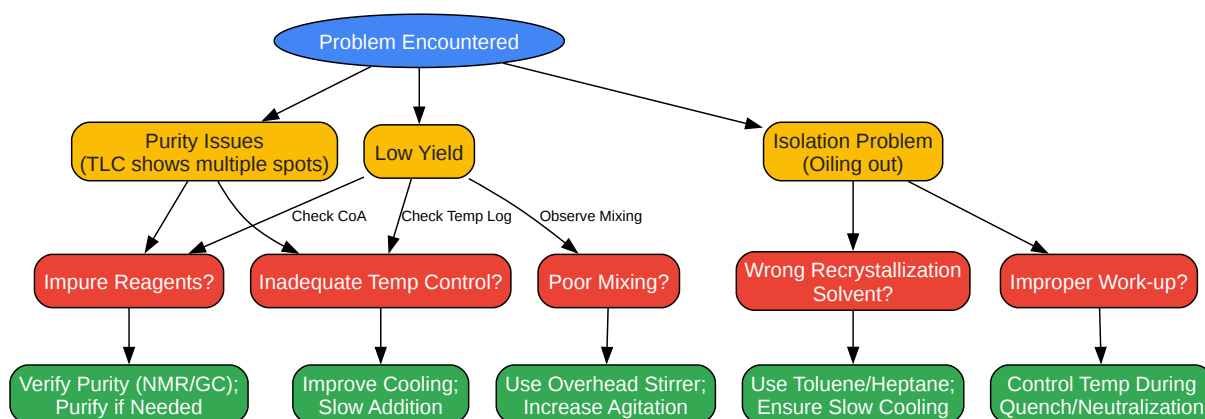 Problem Encountered
Purity Issues
(TLC shows multiple spots)
Low Yield
Isolation Problem
(Oiling out)
Check CoA
Check Temp Log
Observe Mixing
Impure Reagents?
Inadequate Temp Control?
Poor Mixing?
Wrong Recrystallization
Solvent?
Improper Work-up?
Verify Purity (NMR/GC);
Purify if Needed
Improve Cooling;
Slow Addition
Use Overhead Stirrer;
Increase Agitation
Use Toluene/Heptane;
Ensure Slow Cooling
Control Temp During
Quench/Neutralization